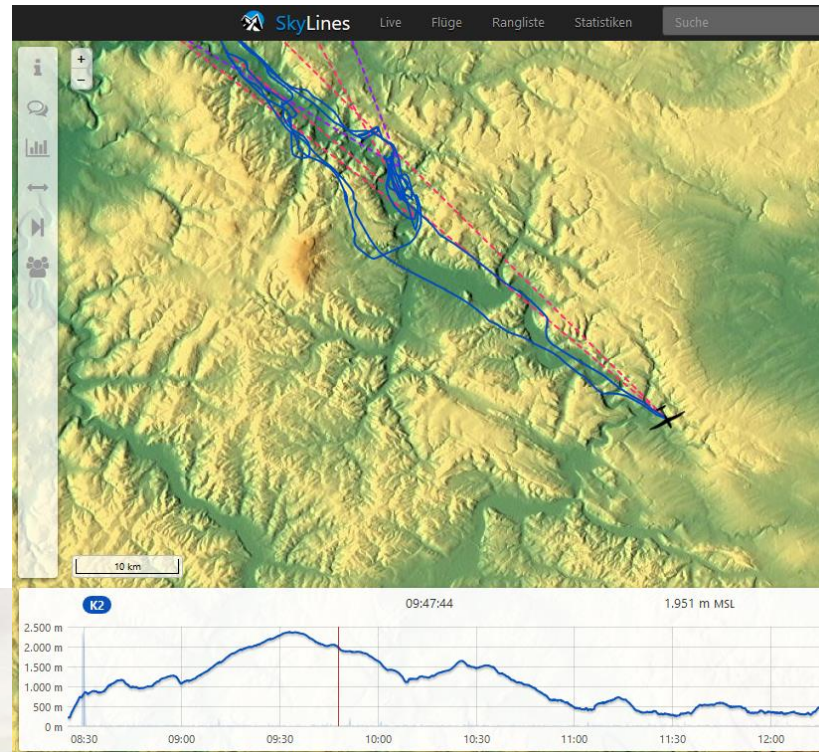 SkyLines Live Flüge Rangliste Statistiken Suche
+
−
10 km
K2 09:47:44 1.951 m MSL
2.500 m
2.000 m
1.500 m
1.000 m
500 m
0 m
08:30 09:00 09:30 10:00 10:30 11:00 11:30 12:00